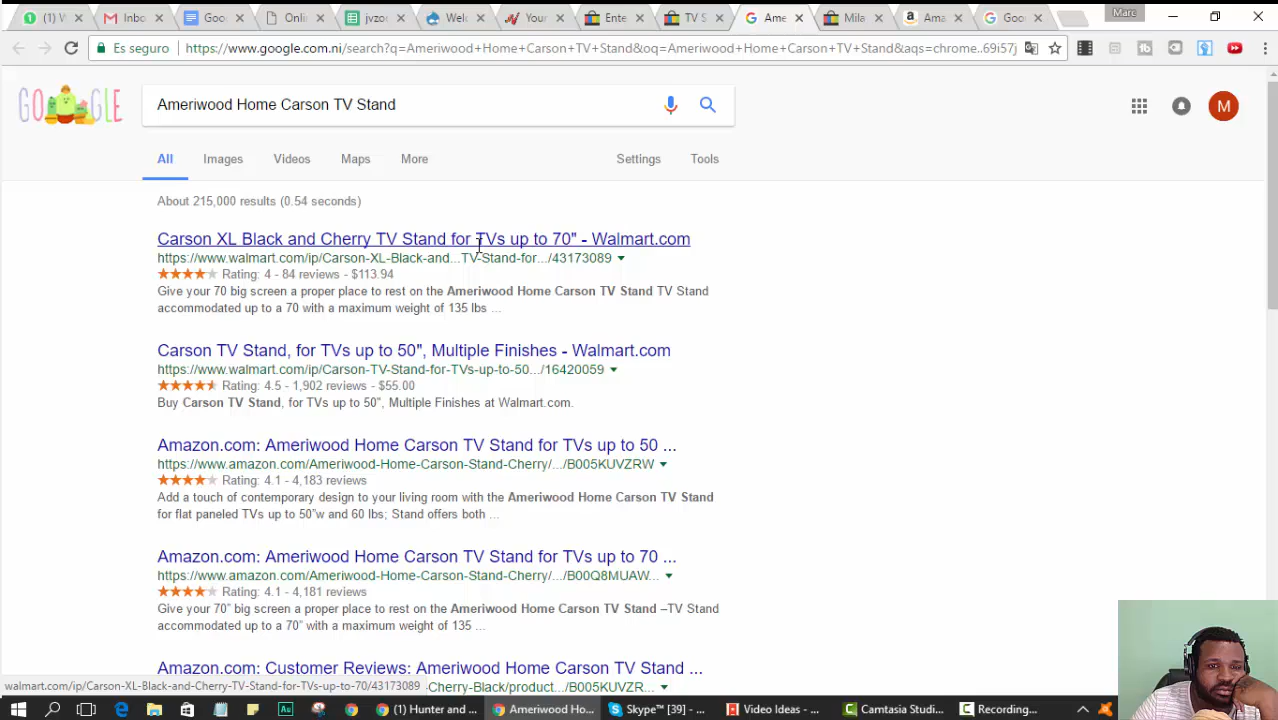 (1) V
Inbo
Goo
Onli
jvzo
Welc
Your
Ente
TV S
Ame
Mila
Ama
Goo
Marc
Es seguro
https://www.google.com.ni/search?q=Ameriwood+Home+Carson+TV+Stand&oq=Ameriwood+Home+Carson+TV+Stand&aqs=chrome..69i57j
Ameriwood Home Carson TV Stand
M
All Images Videos Maps More Settings Tools
About 215,000 results (0.54 seconds)
Carson XL Black and Cherry TV Stand for TVs up to 70" - Walmart.com
https://www.walmart.com/ip/Carson-XL-Black-and...TV-Stand-for.../43173089
Rating: 4 - 84 reviews - $113.94
Give your 70 big screen a proper place to rest on the Ameriwood Home Carson TV Stand TV Stand
accommodated up to a 70 with a maximum weight of 135 lbs ...
Carson TV Stand, for TVs up to 50", Multiple Finishes - Walmart.com
https://www.walmart.com/ip/Carson-TV-Stand-for-TVs-up-to-50.../16420059
Rating: 4.5 - 1,902 reviews - $55.00
Buy Carson TV Stand, for TVs up to 50", Multiple Finishes at Walmart.com.
Amazon.com: Ameriwood Home Carson TV Stand for TVs up to 50 ...
https://www.amazon.com/Ameriwood-Home-Carson-Stand-Cherry/.../B005KUVZRW
Rating: 4.1 - 4,183 reviews
Add a touch of contemporary design to your living room with the Ameriwood Home Carson TV Stand
for flat paneled TVs up to 50"w and 60 lbs; Stand offers both ...
Amazon.com: Ameriwood Home Carson TV Stand for TVs up to 70 ...
https://www.amazon.com/Ameriwood-Home-Carson-Stand-Cherry/.../B00Q8MUAW...
Rating: 4.1 - 4,181 reviews
Give your 70" big screen a proper place to rest on the Ameriwood Home Carson TV Stand –TV Stand
accommodated up to a 70" with a maximum weight of 135 ...
Amazon.com: Customer Reviews: Ameriwood Home Carson TV Stand ...
walmart.com/ip/Carson-XL-Black-and-Cherry-TV-Stand-for-TVs-up-to-70/43173089
-Cherry-Black/product...B005KUVZR...
Au
(1) Hunter and ...
Ameriwood Ho...
Skype™ [39] - ...
Video Ideas - ...
Camtasia Studi...
Recording...